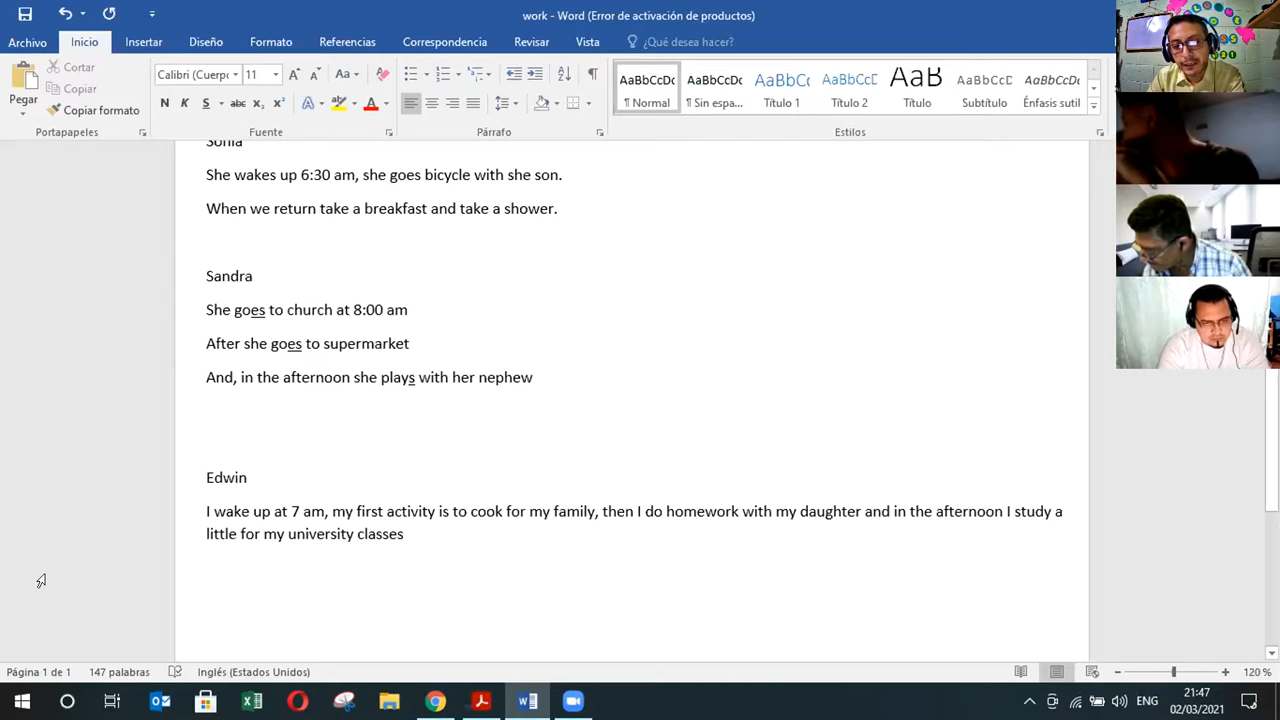 work - Word (Error de activación de productos)
Archivo Inicio Insertar Diseño Formato Referencias Correspondencia Revisar Vista ¿Qué desea hacer?
Pegar
Cortar
Copiar
Copiar formato
Calibri (Cuerpo 11
N K S abc x₂ x² A
Aa
AaBbCcDc AaBbCcDc AaBbC AaBbCcD AaB AaBbCcD AaBbCcDc
¶ Normal ¶ Sin espa... Título 1 Título 2 Título Subtítulo Énfasis sutil
Portapapeles Fuente Párrafo Estilos
Sonia
She wakes up 6:30 am, she goes bicycle with she son.
When we return take a breakfast and take a shower.
Sandra
She goes to church at 8:00 am
After she goes to supermarket
And, in the afternoon she plays with her nephew
Edwin
I wake up at 7 am, my first activity is to cook for my family, then I do homework with my daughter and in the afternoon I study a
little for my university classes
Página 1 de 1 147 palabras Inglés (Estados Unidos) 120 %
ENG
21:47
02/03/2021